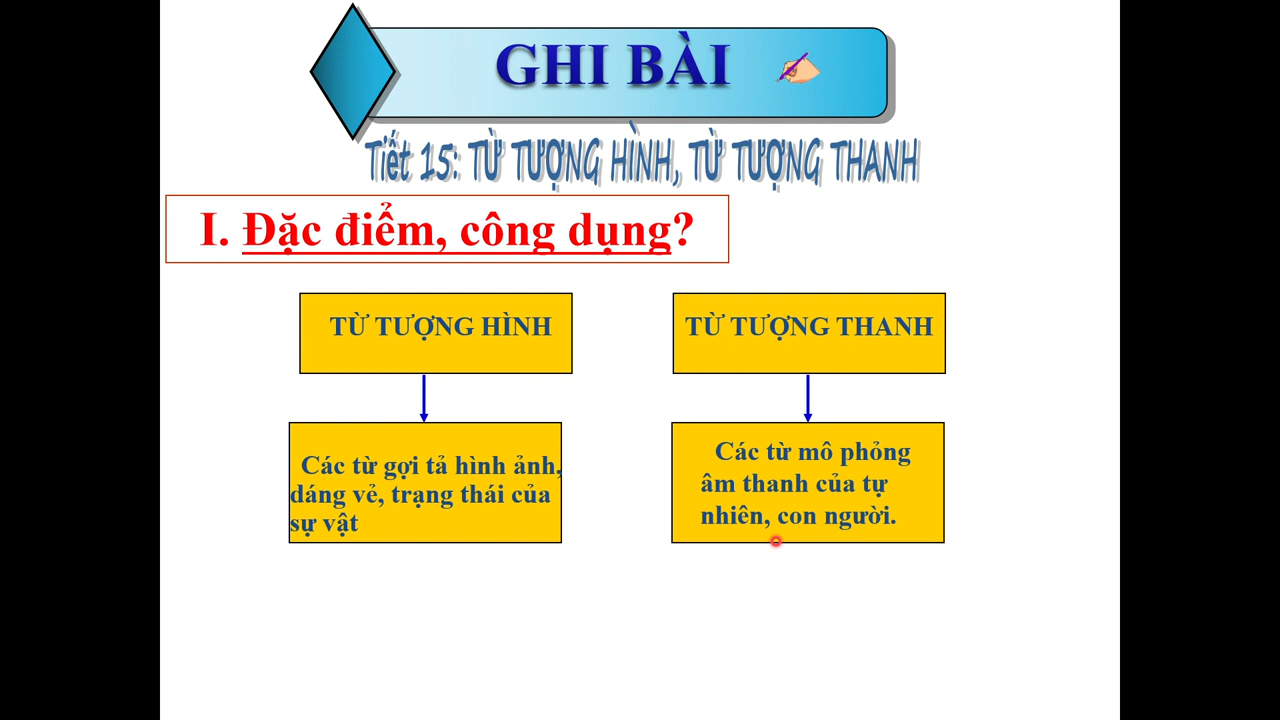 GHI BÀI
Tiết 15: TỪ TƯỢNG HÌNH, TỪ TƯỢNG THANH
I. Đặc điểm, công dụng?
TỪ TƯỢNG HÌNH
TỪ TƯỢNG THANH
Các từ gợi tả hình ảnh,
dáng vẻ, trạng thái của
sự vật
Các từ mô phỏng
âm thanh của tự
nhiên, con người.